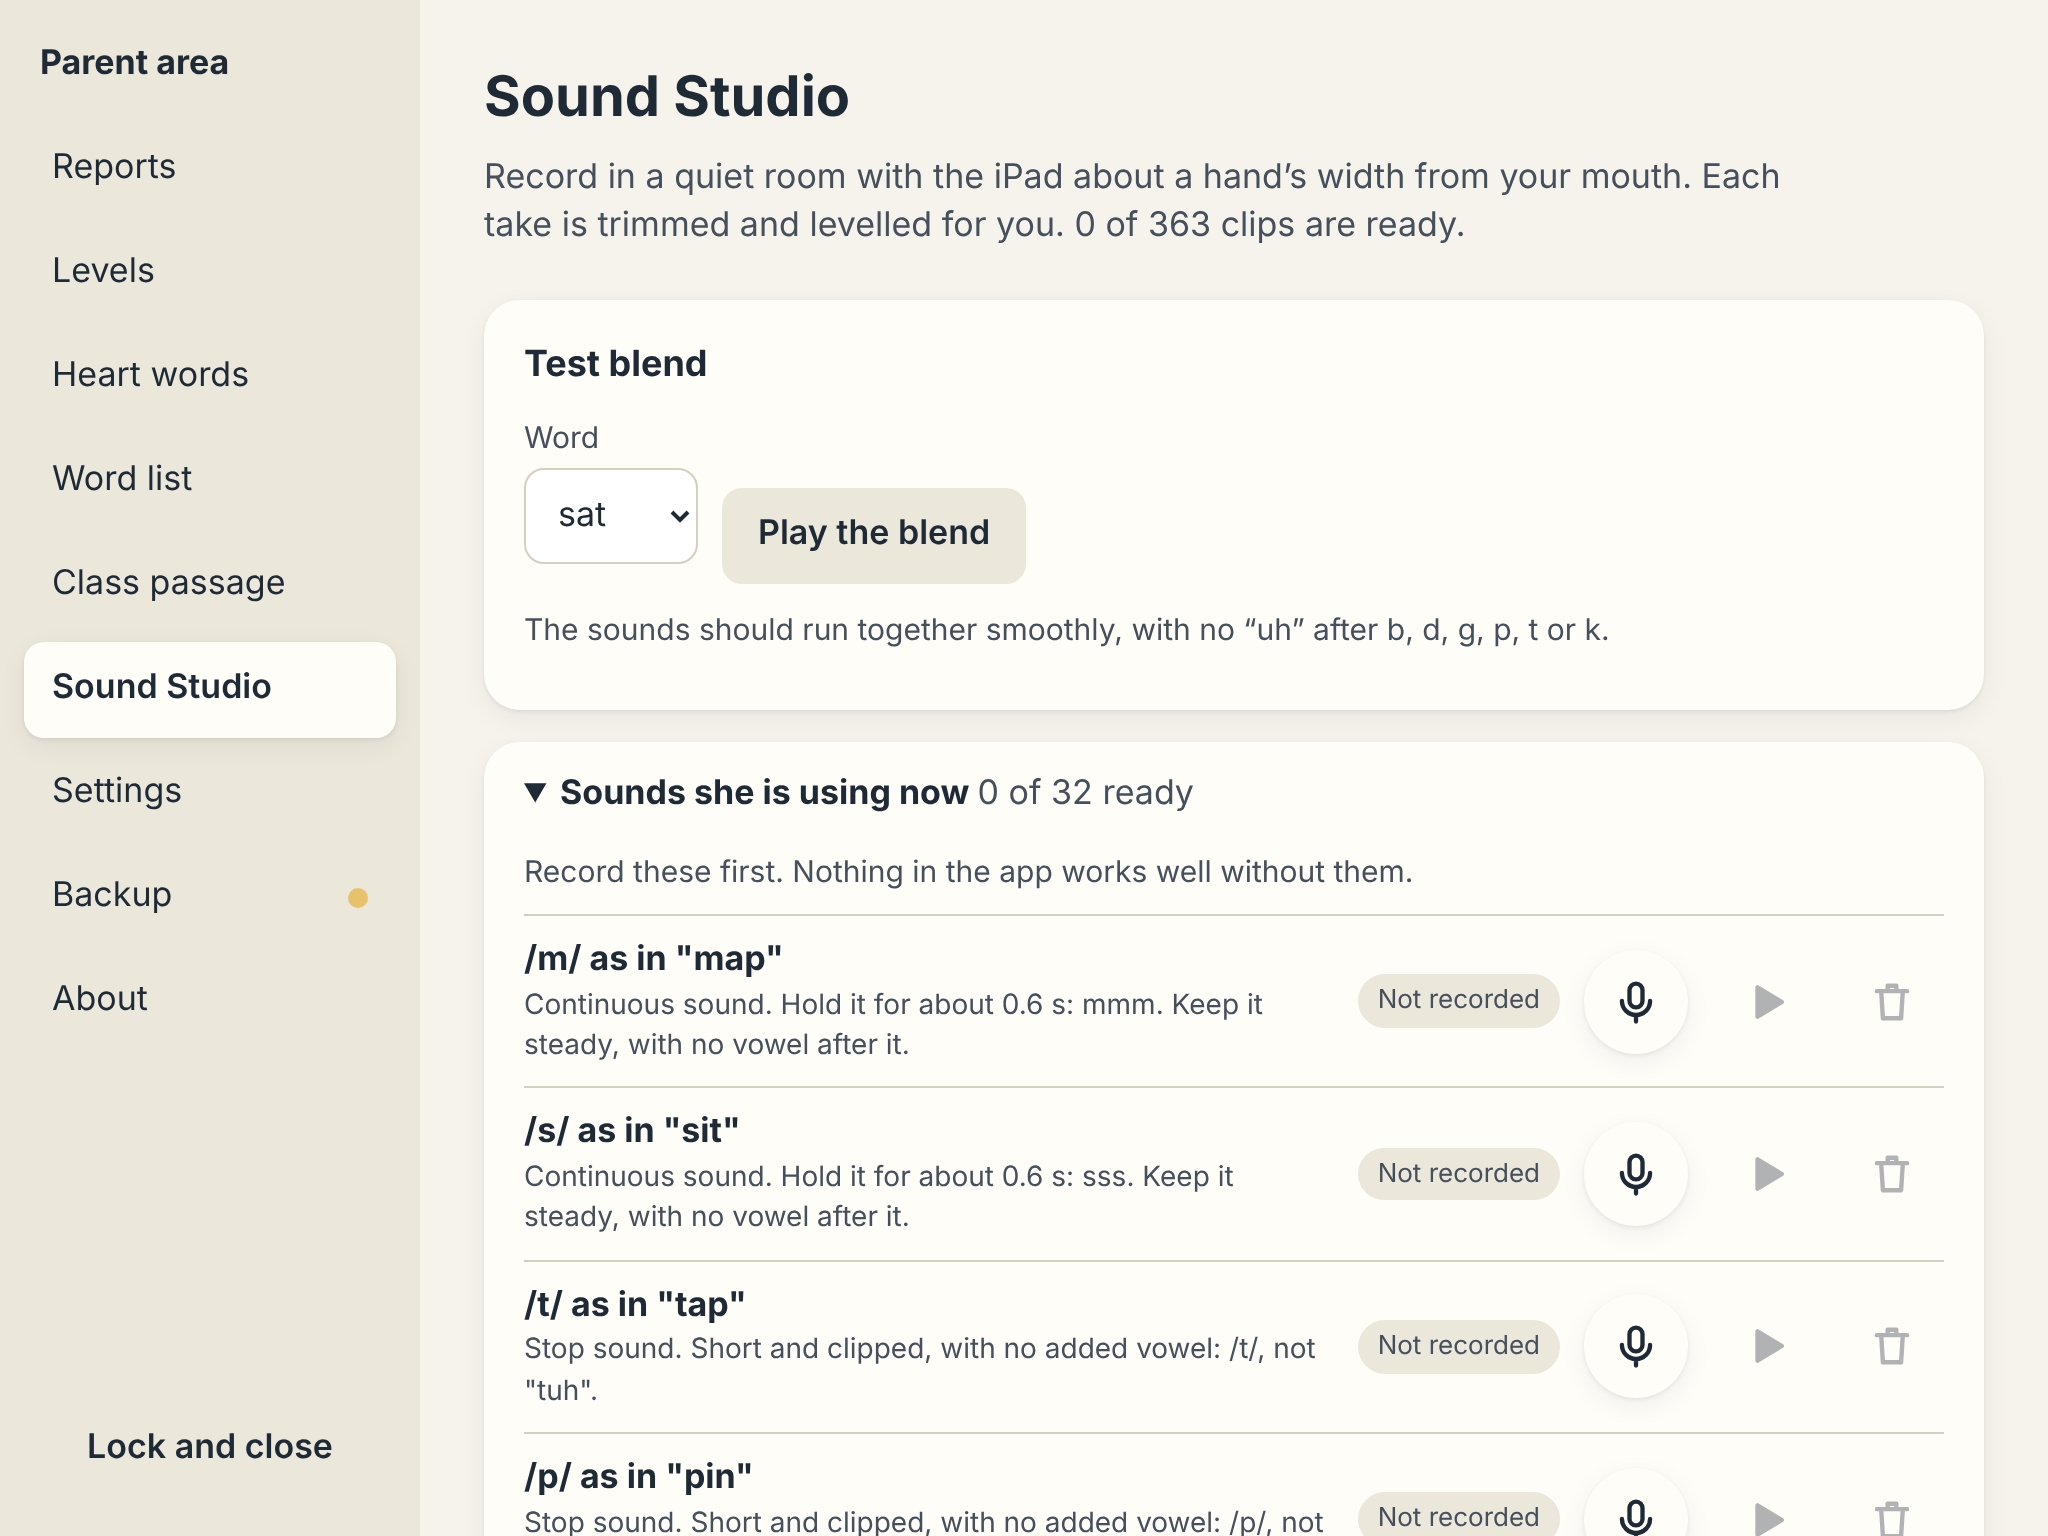 Parent area
Reports
Levels
Heart words
Word list
Class passage
Sound Studio
Settings
Backup
About
Lock and close
Sound Studio
Record in a quiet room with the iPad about a hand’s width from your mouth. Each
take is trimmed and levelled for you. 0 of 363 clips are ready.
Test blend
Word
sat
Play the blend
The sounds should run together smoothly, with no “uh” after b, d, g, p, t or k.
Sounds she is using now 0 of 32 ready
Record these first. Nothing in the app works well without them.
/m/ as in "map"
Continuous sound. Hold it for about 0.6 s: mmm. Keep it
steady, with no vowel after it.
Not recorded
/s/ as in "sit"
Continuous sound. Hold it for about 0.6 s: sss. Keep it
steady, with no vowel after it.
Not recorded
/t/ as in "tap"
Stop sound. Short and clipped, with no added vowel: /t/, not
"tuh".
Not recorded
/p/ as in "pin"
Stop sound. Short and clipped, with no added vowel: /p/, not
Not recorded